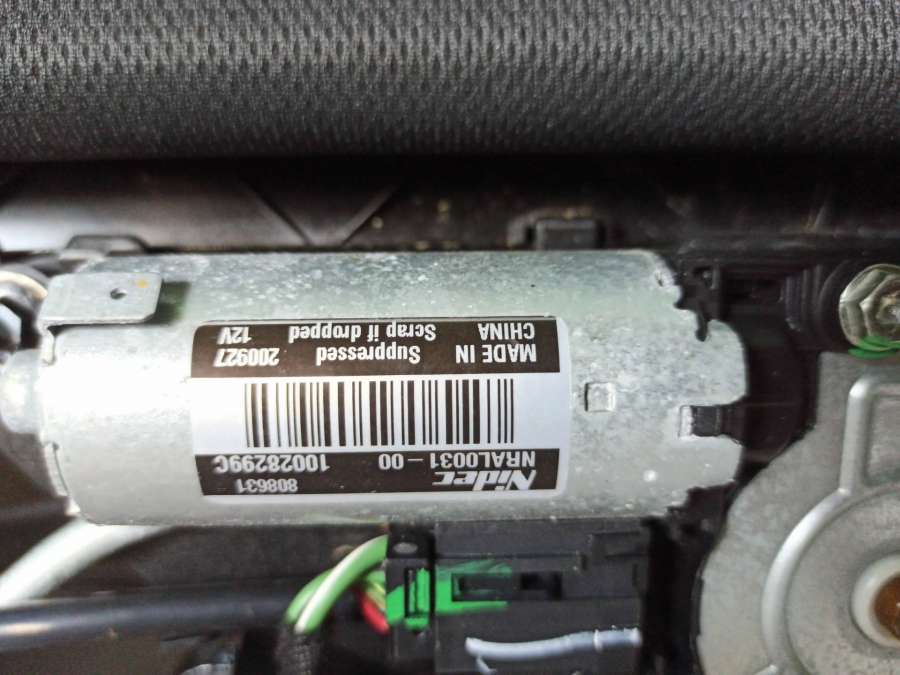 Nidec 808631
NRAL0031-00 10028299C
MADE IN Suppressed 200927
CHINA Scrap if dropped 12V